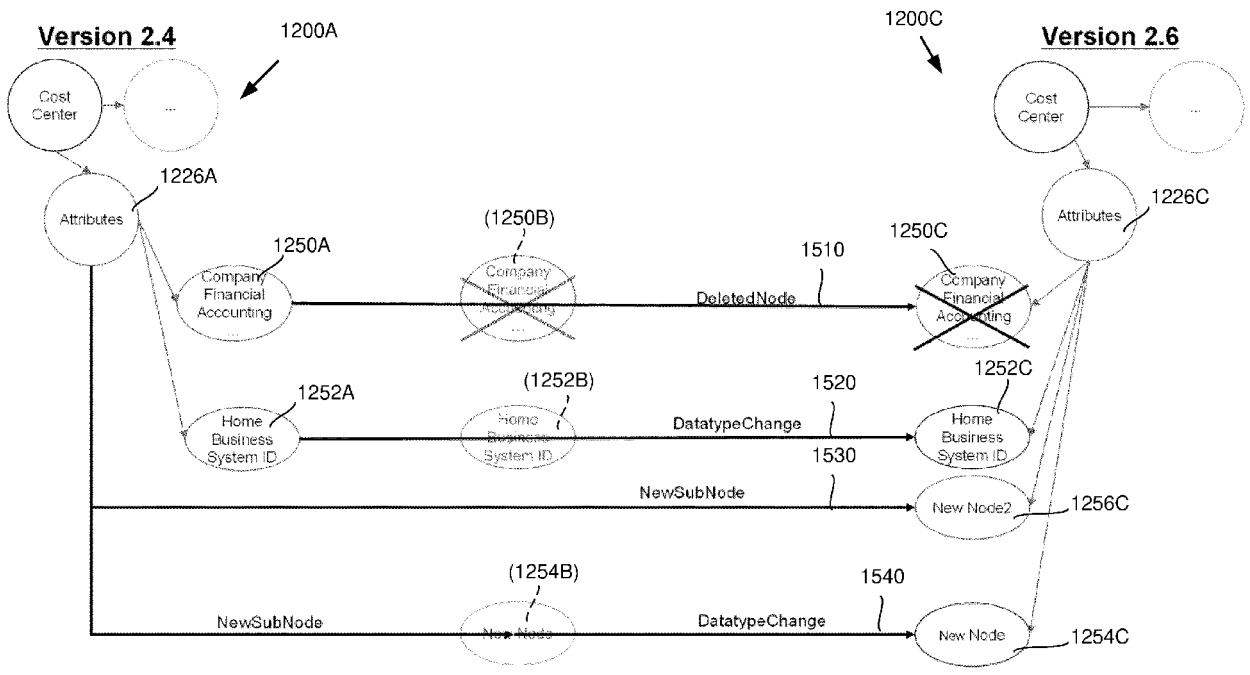 Version 2.4
1200A
1200C
Version 2.6
Cost
Center
...
Cost
Center
...
1226A
Attributes
1226C
Attributes
(1250B)
1250A
1510
1250C
Company
Financial
Accounting
...
Company
Financial
Accounting
...
DeletedNode
Company
Financial
Accounting
...
1252A
(1252B)
1520
1252C
Home
Business
System ID
Home
Business
System ID
DatatypeChange
Home
Business
System ID
1530
NewSubNode
New Node2
1256C
(1254B)
1540
NewSubNode
New Node
DatatypeChange
New Node
1254C